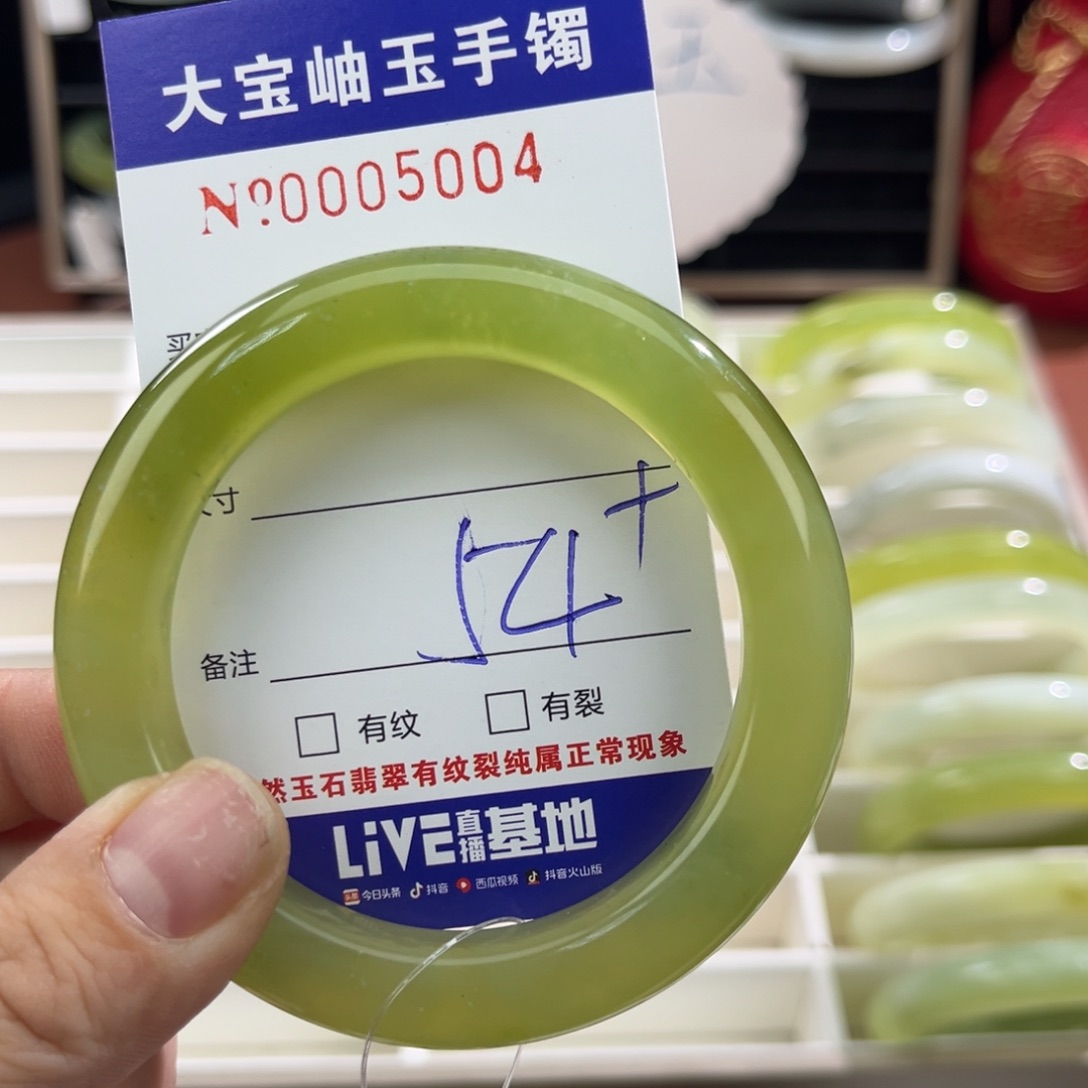 大宝岫玉手镯
Nº0005004
寸
54+
备注
□ 有纹 □ 有裂
然玉石翡翠有纹裂纯属正常现象
LiVE直播基地
头条 今日头条 抖音 西瓜视频 抖音火山版